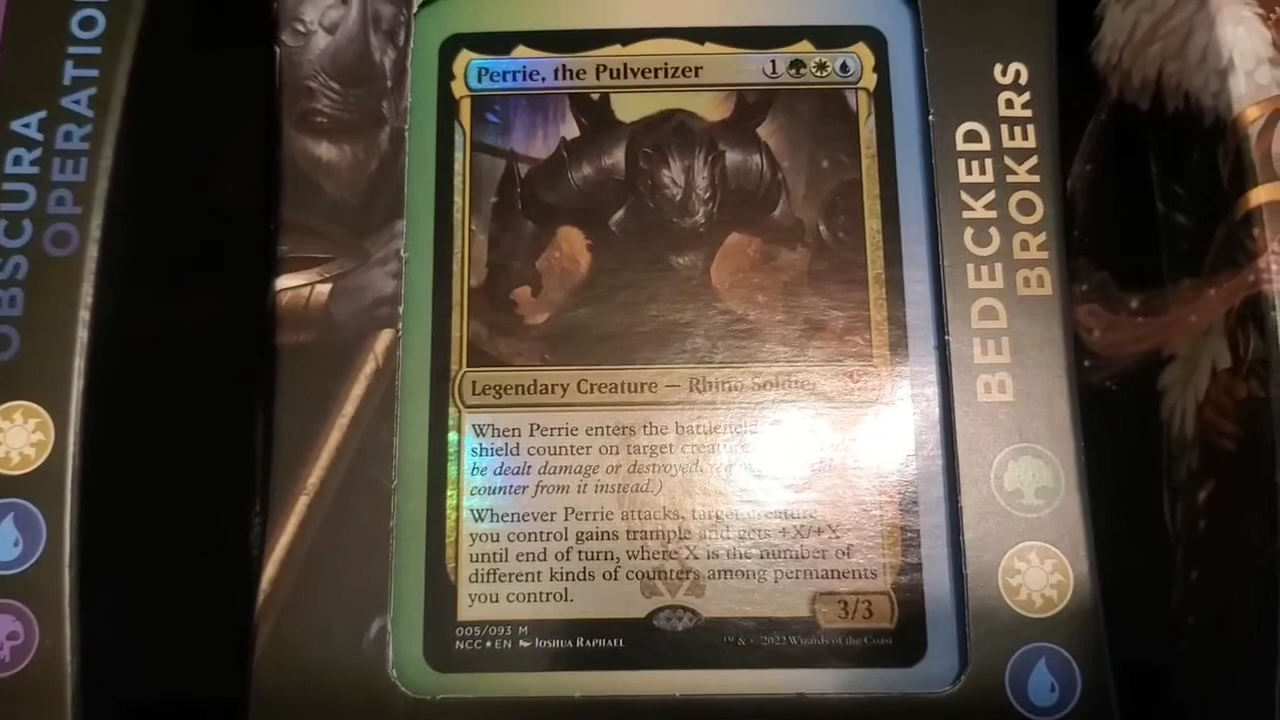 OBSCURA
OPERATIO
Perrie, the Pulverizer 1
Legendary Creature — Rhino Soldier
When Perrie enters the battlefield
shield counter on target creature
be dealt damage or destroyed,
counter from it instead.)
Whenever Perrie attacks, target creature
you control gains trample and gets +X/+X
until end of turn, where X is the number of
different kinds of counters among permanents
you control.
3/3
005/093 M
NCC★EN JOSHUA RAPHAEL
™ & © 2022 Wizards of the Coast
BEDECKED
BROKERS